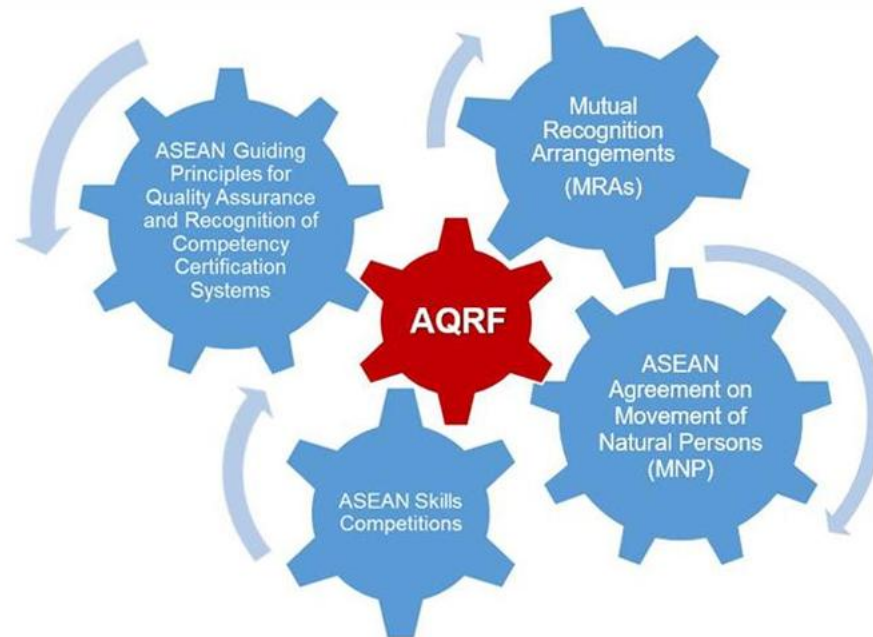 ASEAN Guiding
Principles for
Quality Assurance
and Recognition of
Competency
Certification
Systems
Mutual
Recognition
Arrangements
(MRAs)
AQRF
ASEAN
Agreement on
Movement of
Natural Persons
(MNP)
ASEAN Skills
Competitions